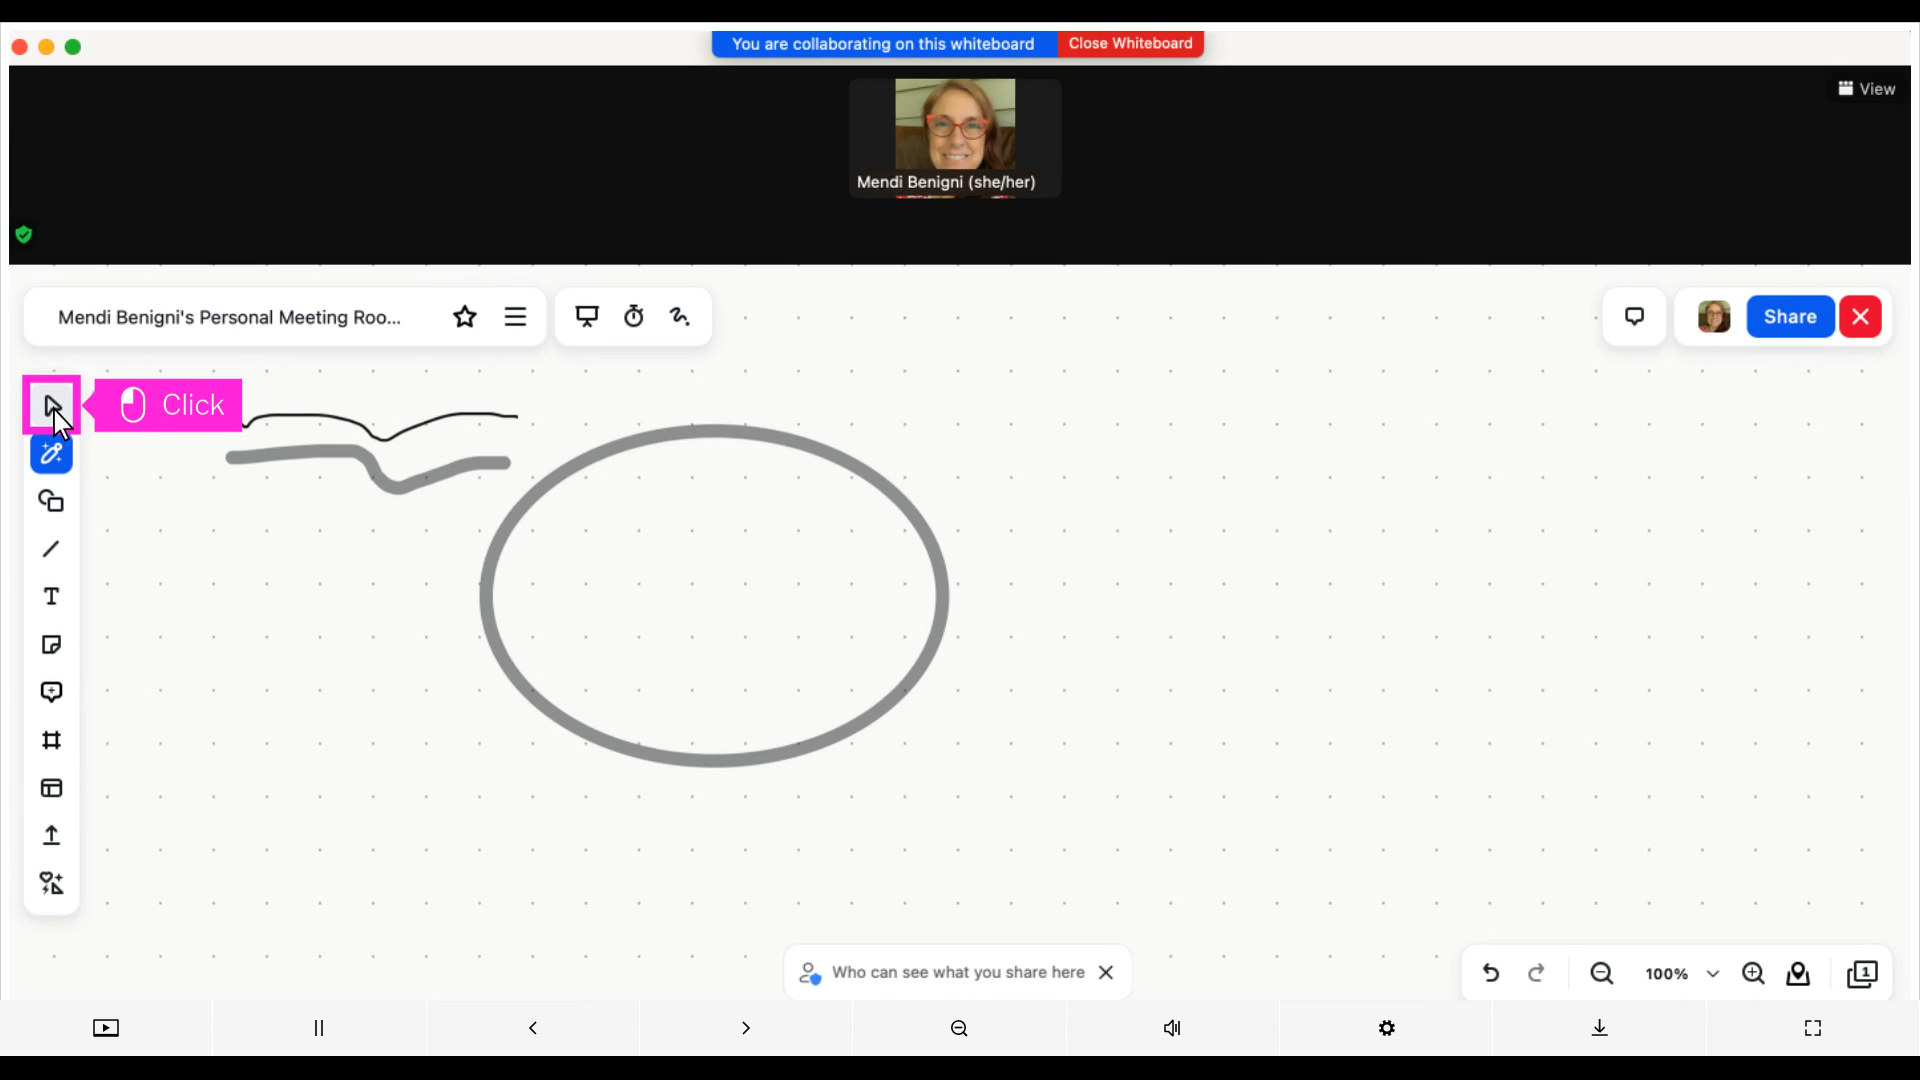 You are collaborating on this whiteboard Close Whiteboard
View
Mendi Benigni (she/her)
Mendi Benigni's Personal Meeting Roo...
Share
Click
T
Who can see what you share here
100%
1